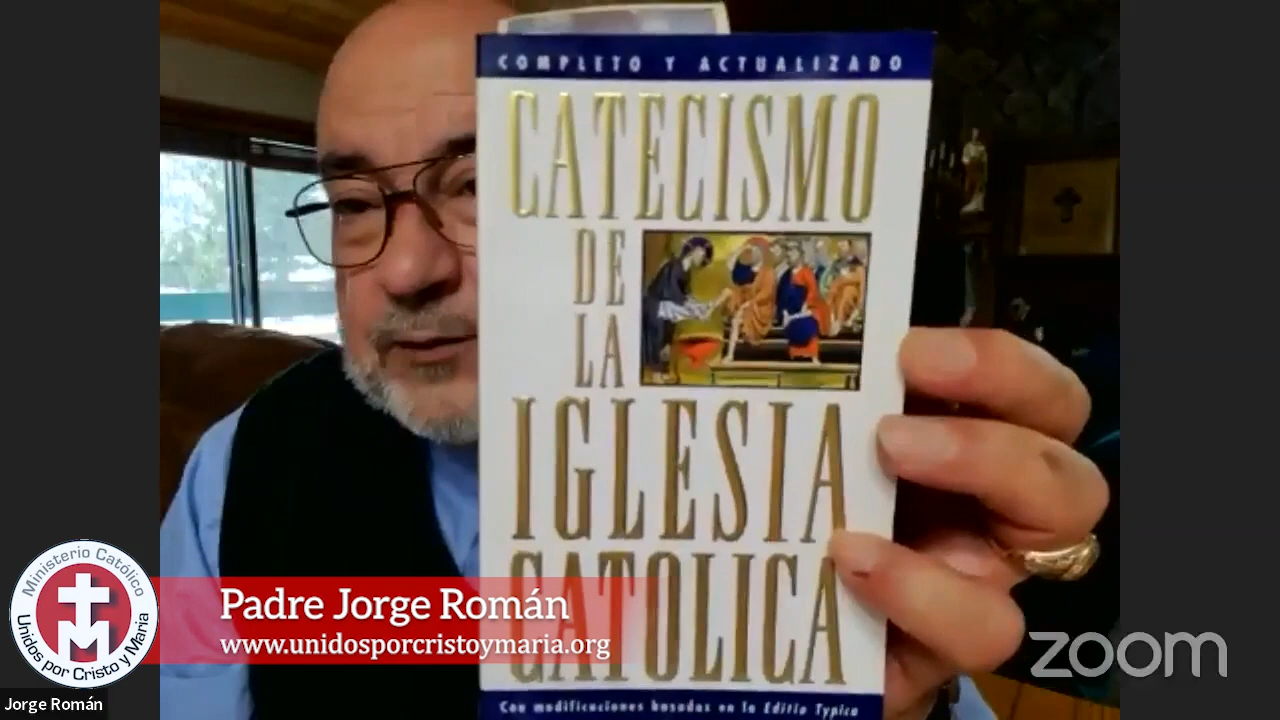 COMPLETO Y ACTUALIZADO
CATECISMO
DE
LA
IGLESIA
CATOLICA
Con modificaciones basadas en la Editio Typica
Padre Jorge Román
www.unidosporcristoymaria.org
Ministerio Católico
Unidos por Cristo y Maria
M
Jorge Román
zoom